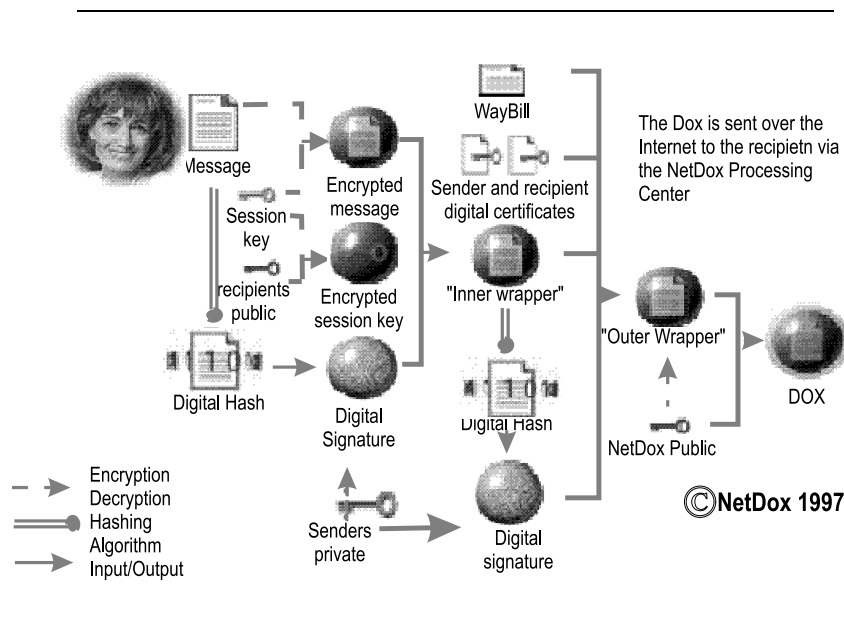 Message
Session
key
recipients
public
Digital Hash
Encrypted
message
Encrypted
session key
Digital
Signature
Senders
private
WayBill
Sender and recipient
digital certificates
"Inner wrapper"
Digital Hash
Digital
signature
The Dox is sent over the
Internet to the recipietn via
the NetDox Processing
Center
"Outer Wrapper"
NetDox Public
DOX
©NetDox 1997
Encryption
Decryption
Hashing
Algorithm
Input/Output